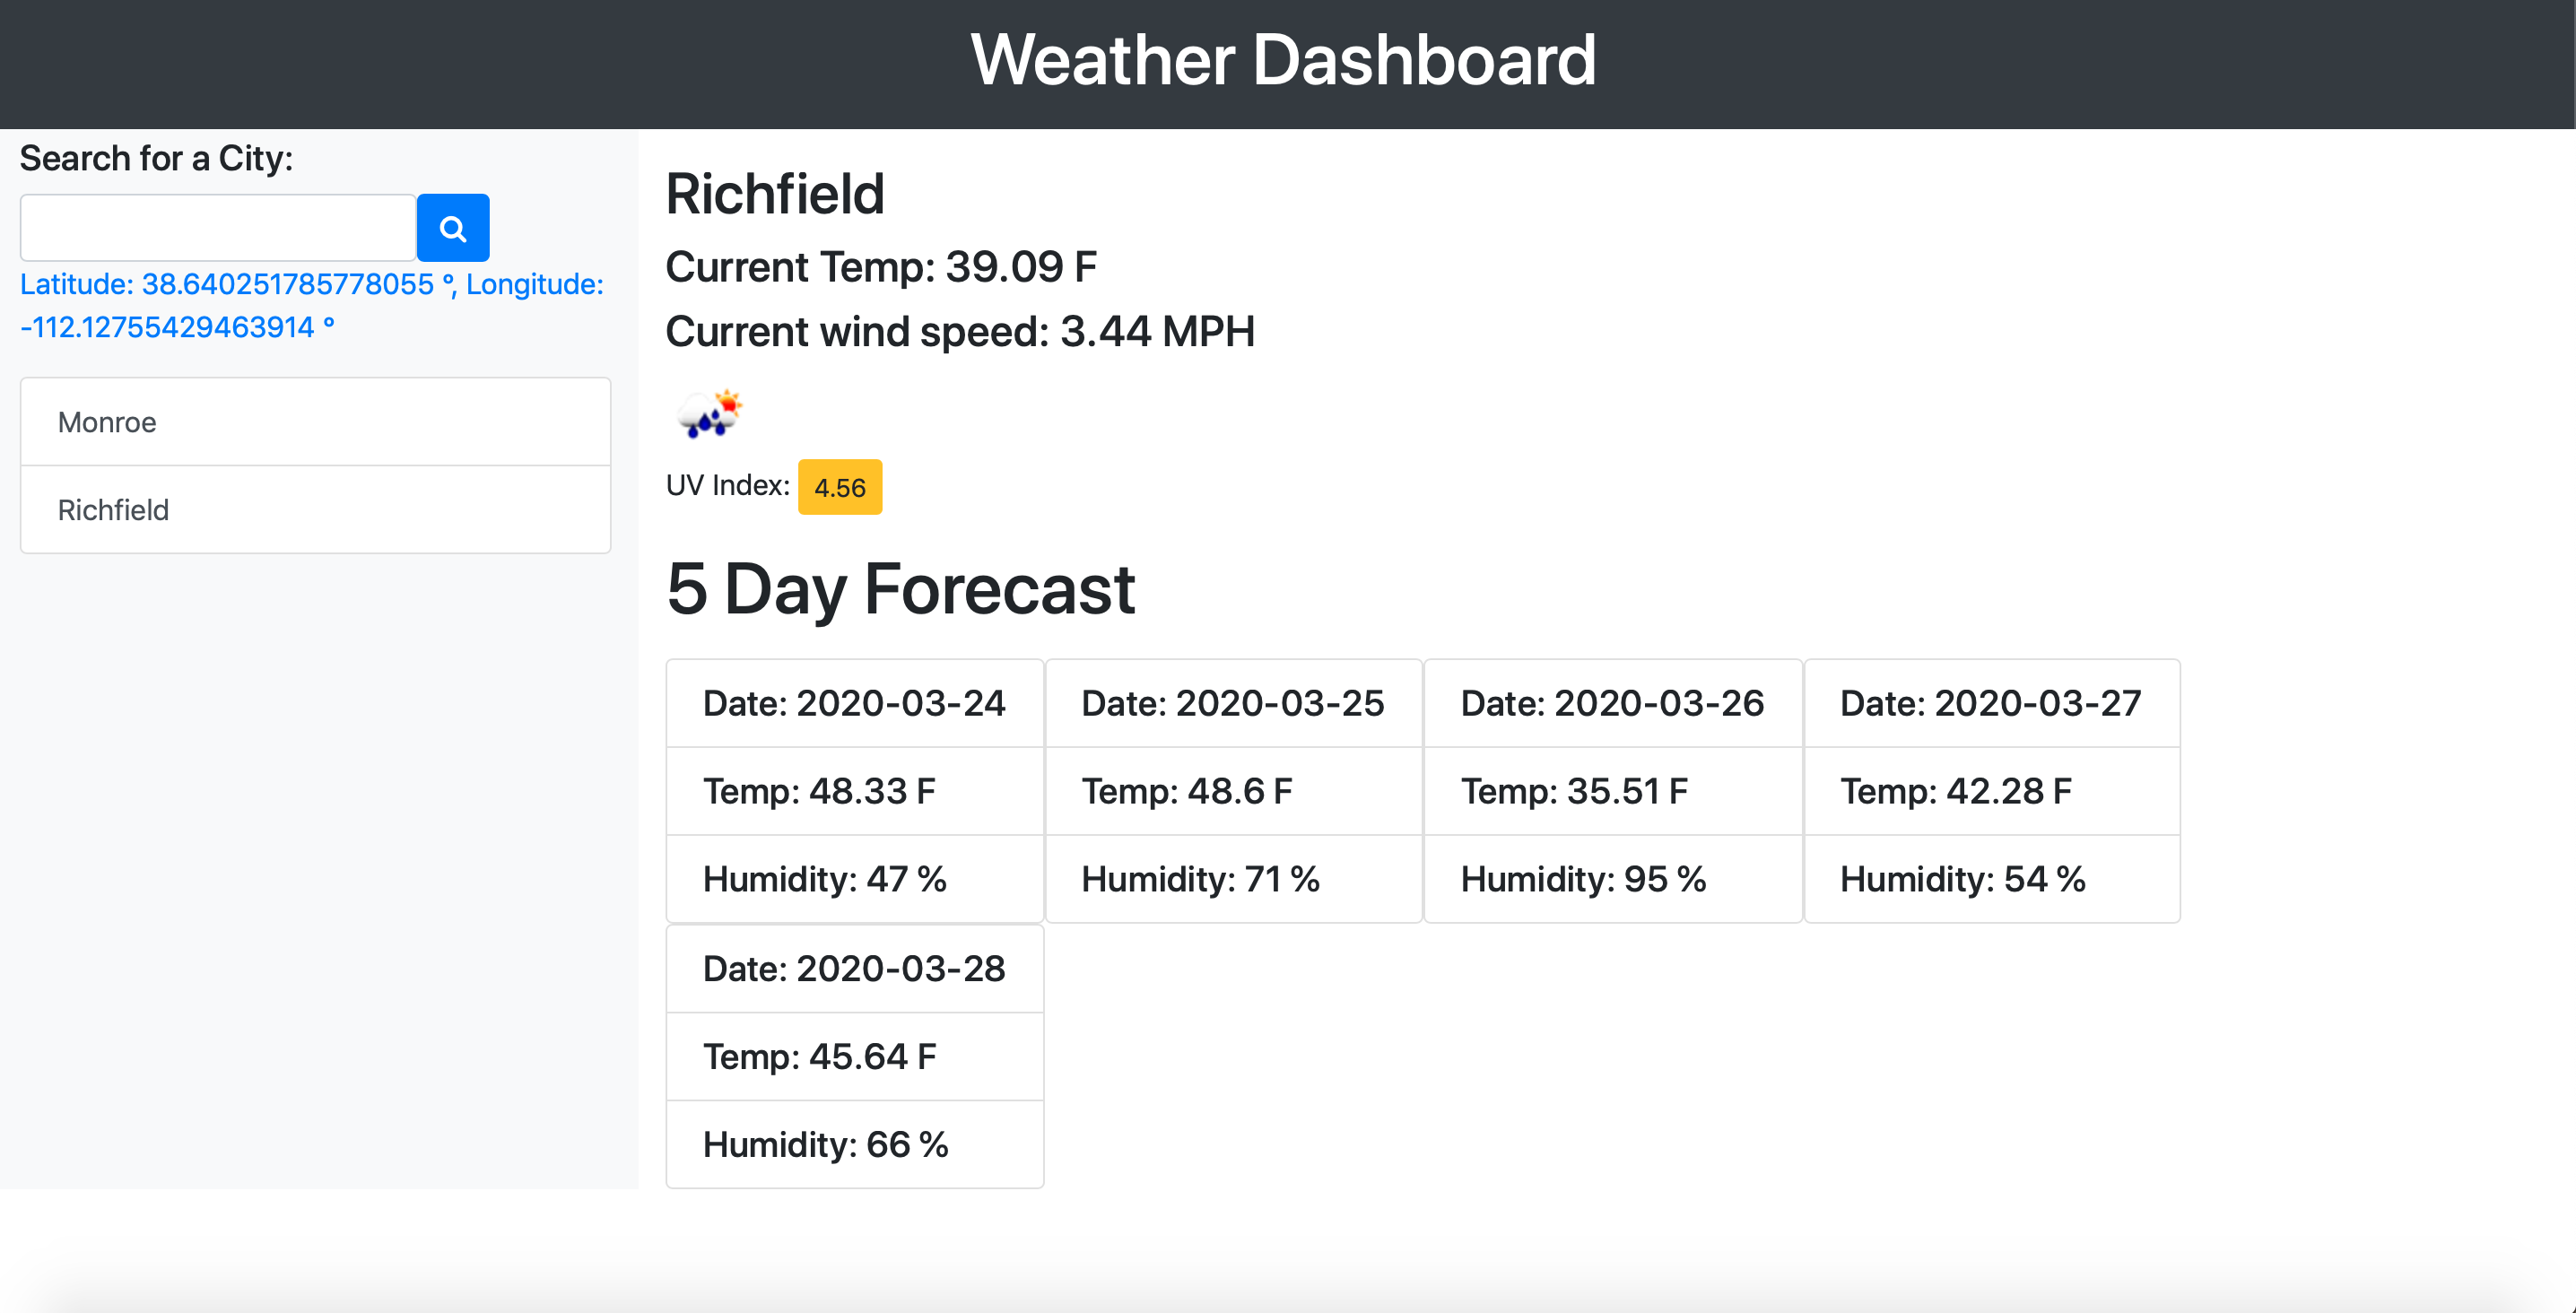 Weather Dashboard
Search for a City:
Latitude: 38.640251785778055 °, Longitude:
-112.12755429463914 °
Monroe
Richfield
Richfield
Current Temp: 39.09 F
Current wind speed: 3.44 MPH
UV Index: 4.56
5 Day Forecast
Date: 2020-03-24
Temp: 48.33 F
Humidity: 47 %
Date: 2020-03-25
Temp: 48.6 F
Humidity: 71 %
Date: 2020-03-26
Temp: 35.51 F
Humidity: 95 %
Date: 2020-03-27
Temp: 42.28 F
Humidity: 54 %
Date: 2020-03-28
Temp: 45.64 F
Humidity: 66 %